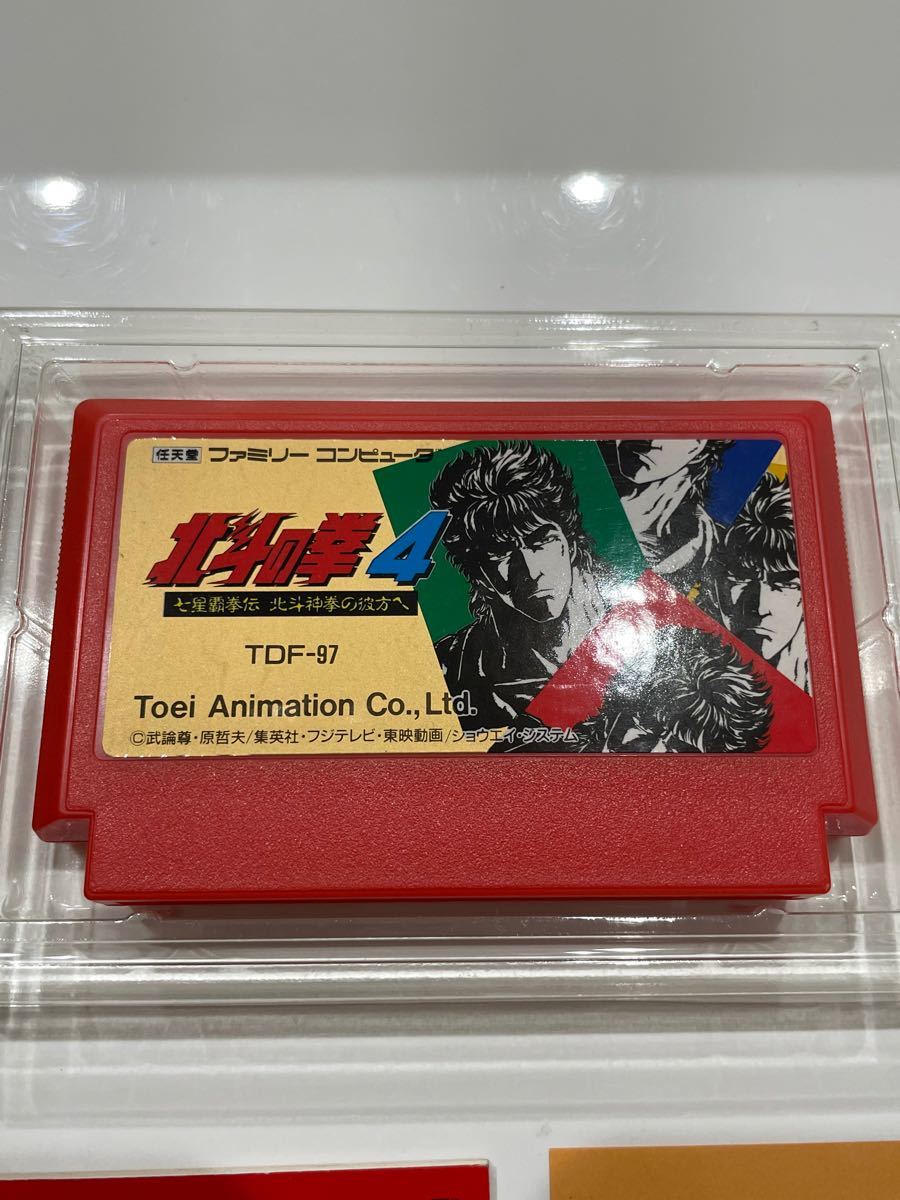 任天堂 ファミリー コンピュータ
北斗の拳4
七星覇拳伝 北斗神拳の彼方へ
TDF-97
Toei Animation Co., Ltd.
©武論尊・原哲夫/集英社・フジテレビ・東映動画/ショウエイ・システム